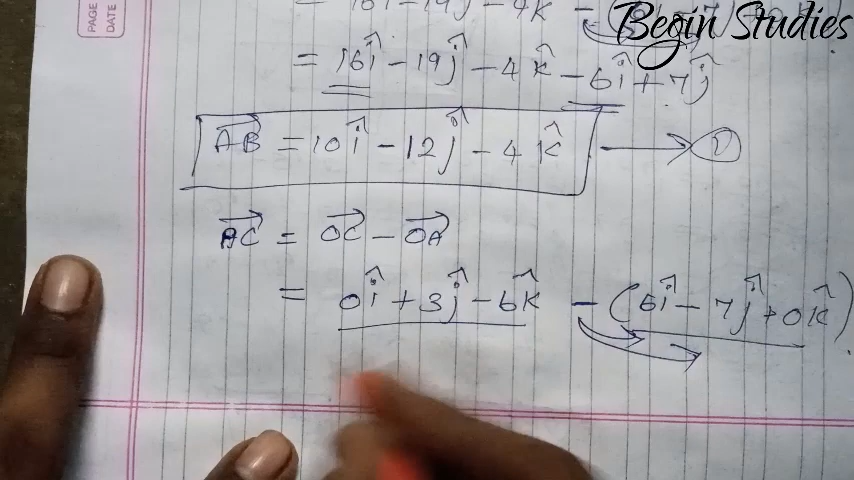 Begin Studies
PAGE
DATE
= 16î - 19ĵ - 4k̂ - 6î + 7ĵ
AB⃗ = 10î - 12ĵ - 4k̂ → ①
AC⃗ = OC⃗ - OA⃗
= 0î + 3ĵ - 6k̂ - (6î - 7ĵ + 0k̂)